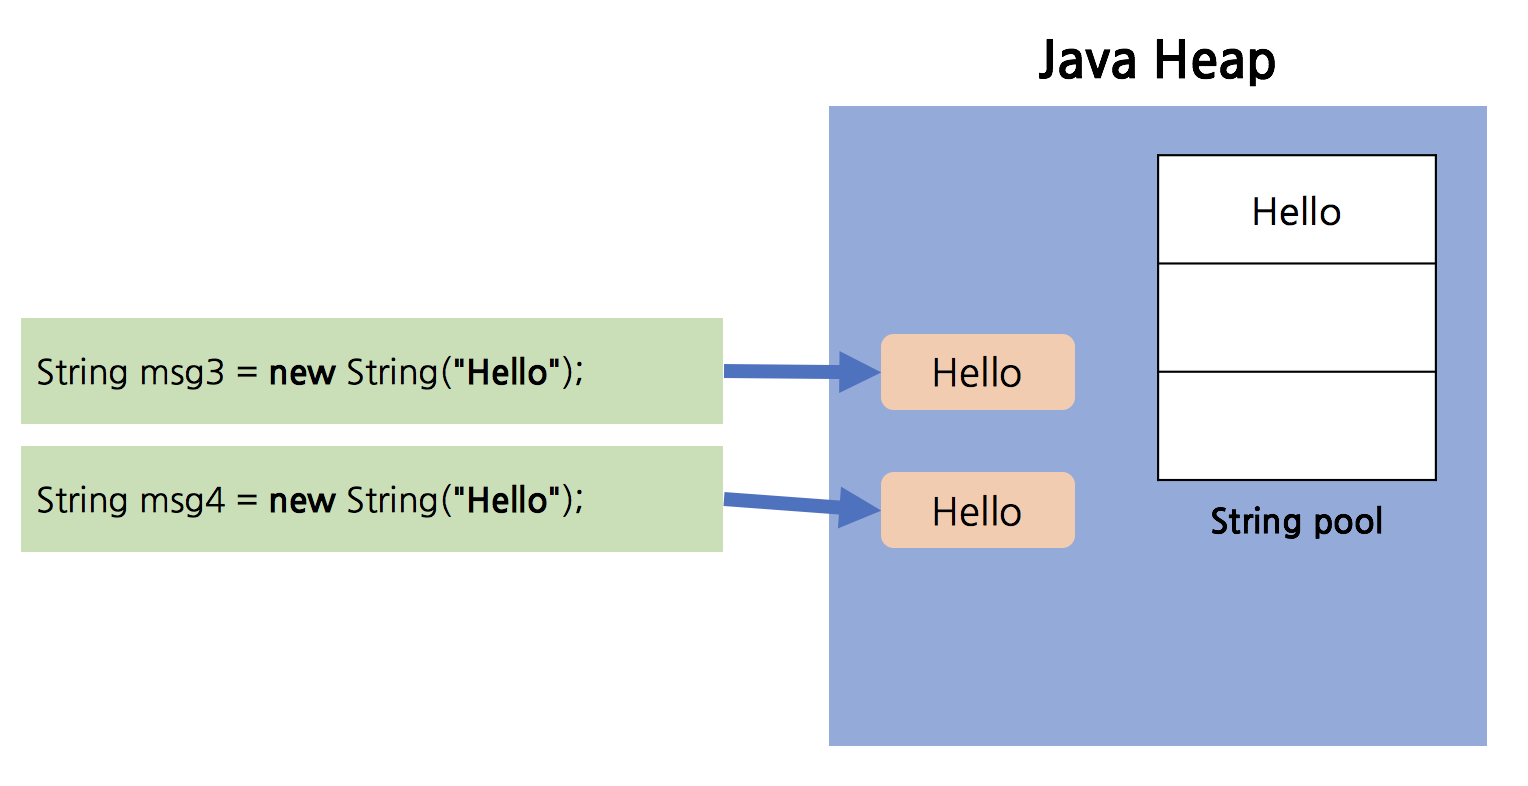 Java Heap
Hello
String msg3 = new String("Hello");
Hello
String msg4 = new String("Hello");
Hello
String pool